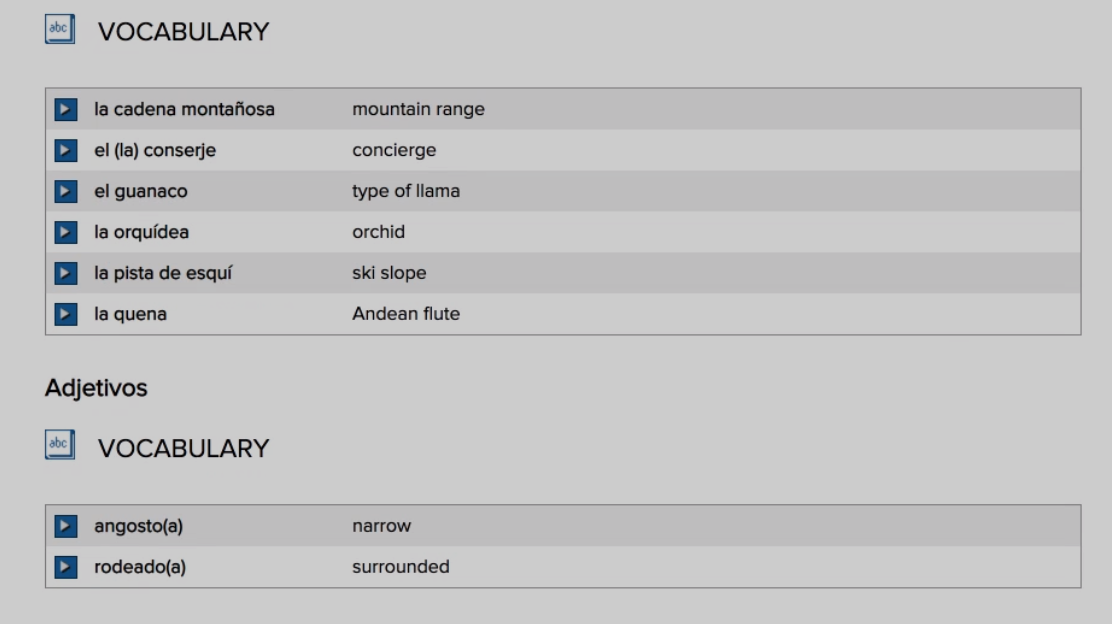 abc VOCABULARY
la cadena montañosa mountain range
el (la) conserje concierge
el guanaco type of llama
la orquídea orchid
la pista de esquí ski slope
la quena Andean flute
Adjetivos
abc VOCABULARY
angosto(a) narrow
rodeado(a) surrounded